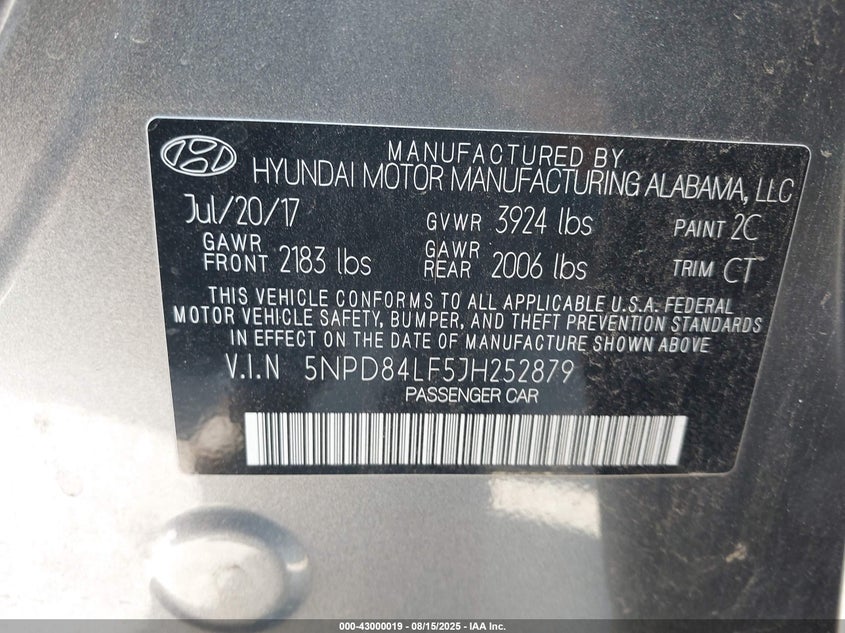 MANUFACTURED BY
HYUNDAI MOTOR MANUFACTURING ALABAMA, LLC
Jul/20/17 GVWR 3924 lbs PAINT 2C
GAWR FRONT 2183 lbs GAWR REAR 2006 lbs TRIM CT
THIS VEHICLE CONFORMS TO ALL APPLICABLE U.S.A. FEDERAL
MOTOR VEHICLE SAFETY, BUMPER, AND THEFT PREVENTION STANDARDS
IN EFFECT ON THE DATE OF MANUFACTURE SHOWN ABOVE
V.I.N 5NPD84LF5JH252879
PASSENGER CAR
000-43000019 - 08/15/2025 - IAA Inc.